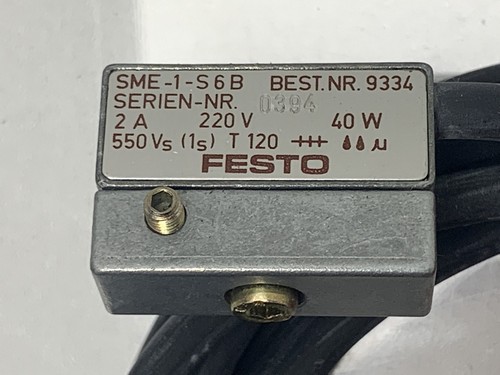 SME-1-S6B BEST.NR. 9334
SERIEN-NR. 0394
2 A 220 V 40 W
550 Vs (1s) T 120 µ
FESTO